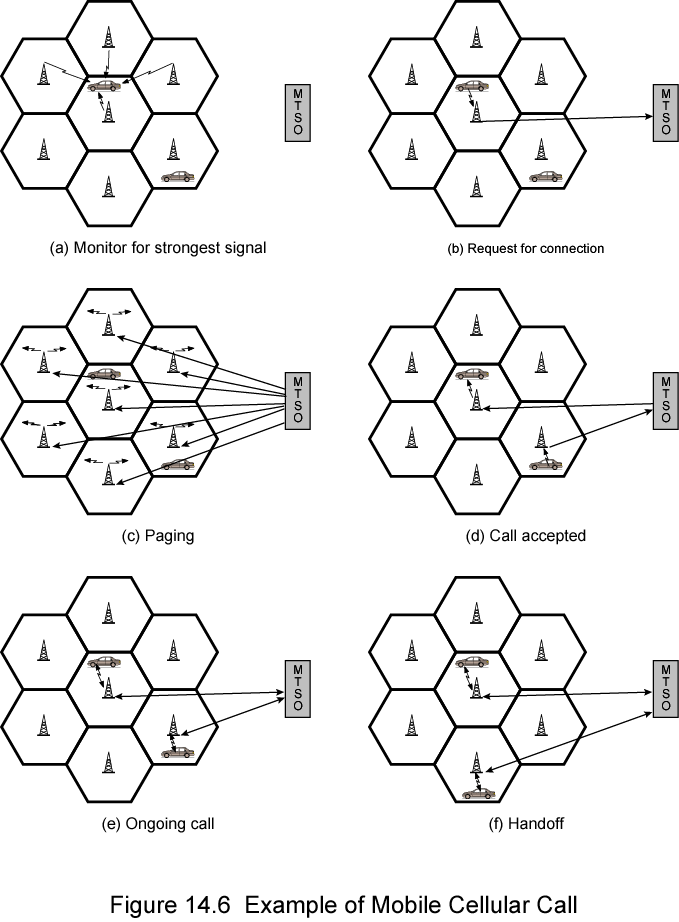 M
T
S
O
M
T
S
O
(a) Monitor for strongest signal
(b) Request for connection
M
T
S
O
M
T
S
O
(c) Paging
(d) Call accepted
M
T
S
O
M
T
S
O
(e) Ongoing call
(f) Handoff
Figure 14.6 Example of Mobile Cellular Call